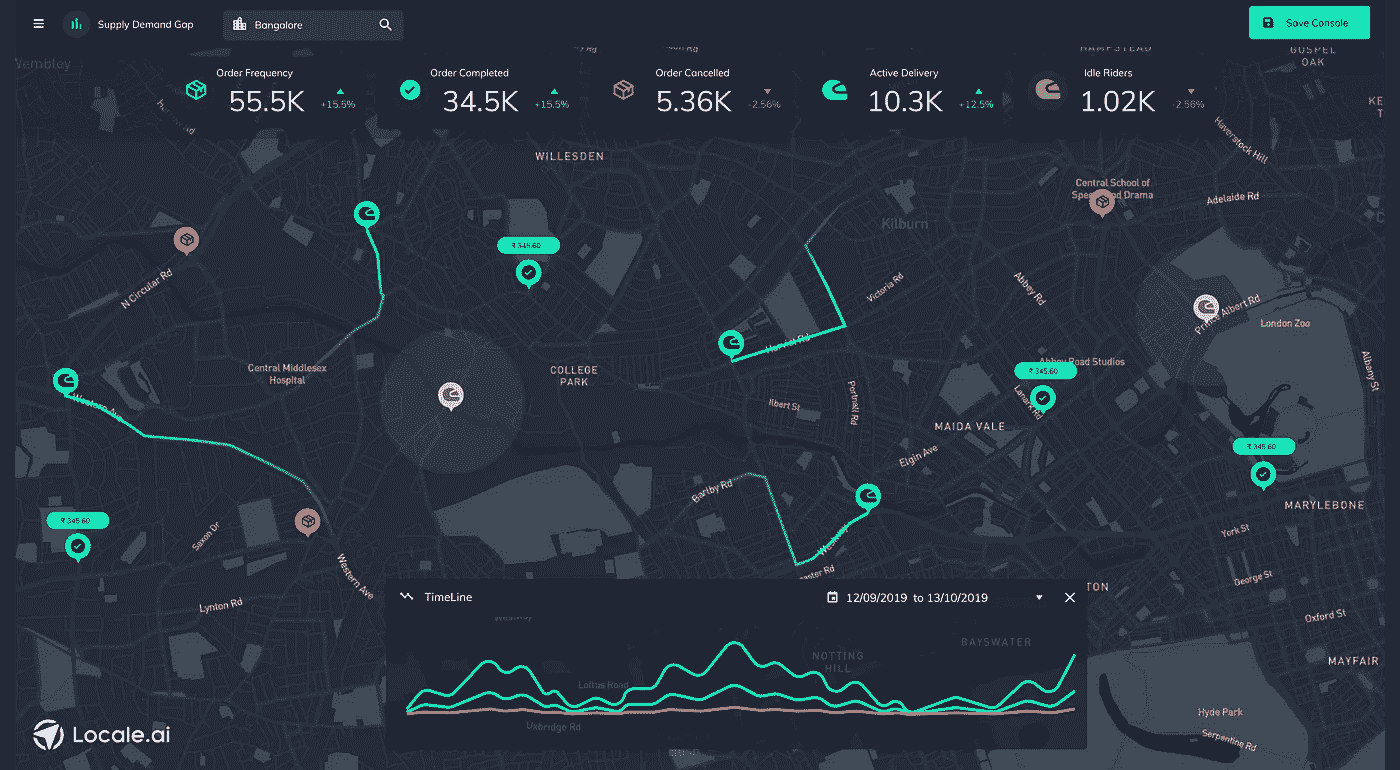 Supply Demand Gap
Bangalore
Save Console
Wembley
HAMPSTEAD
GOSPEL
OAK
Order Frequency
55.5K
+15.5%
Order Completed
34.5K
+15.5%
Order Cancelled
5.36K
-2.56%
Active Delivery
10.3K
+12.5%
Idle Riders
1.02K
-2.56%
Haverstock Hill
WILLESDEN
Central School of
Speech and Drama
Adelaide Rd
Kilburn
N Circular Rd
₹ 345.60
Victoria Rd
Abbey Rd
Prince Albert Rd
London Zoo
Central Middlesex
Hospital
COLLEGE
PARK
Abbey Road Studios
₹ 345.60
Albany St
Western Ave
Ilbert St
Portnall Rd
Lanark Rd
MAIDA VALE
Elgin Ave
₹ 345.60
Bartby Rd
MARYLEBONE
₹ 345.60
Saxon Dr
York St
Western Ave
George St
Lynton Rd
Oxford St
TimeLine
12/09/2019 to 13/10/2019
TON
BAYSWATER
NOTTING
HILL
MAYFAIR
Loftus Road
Uxbridge Rd
Hyde Park
Serpentine Rd
Locale.ai